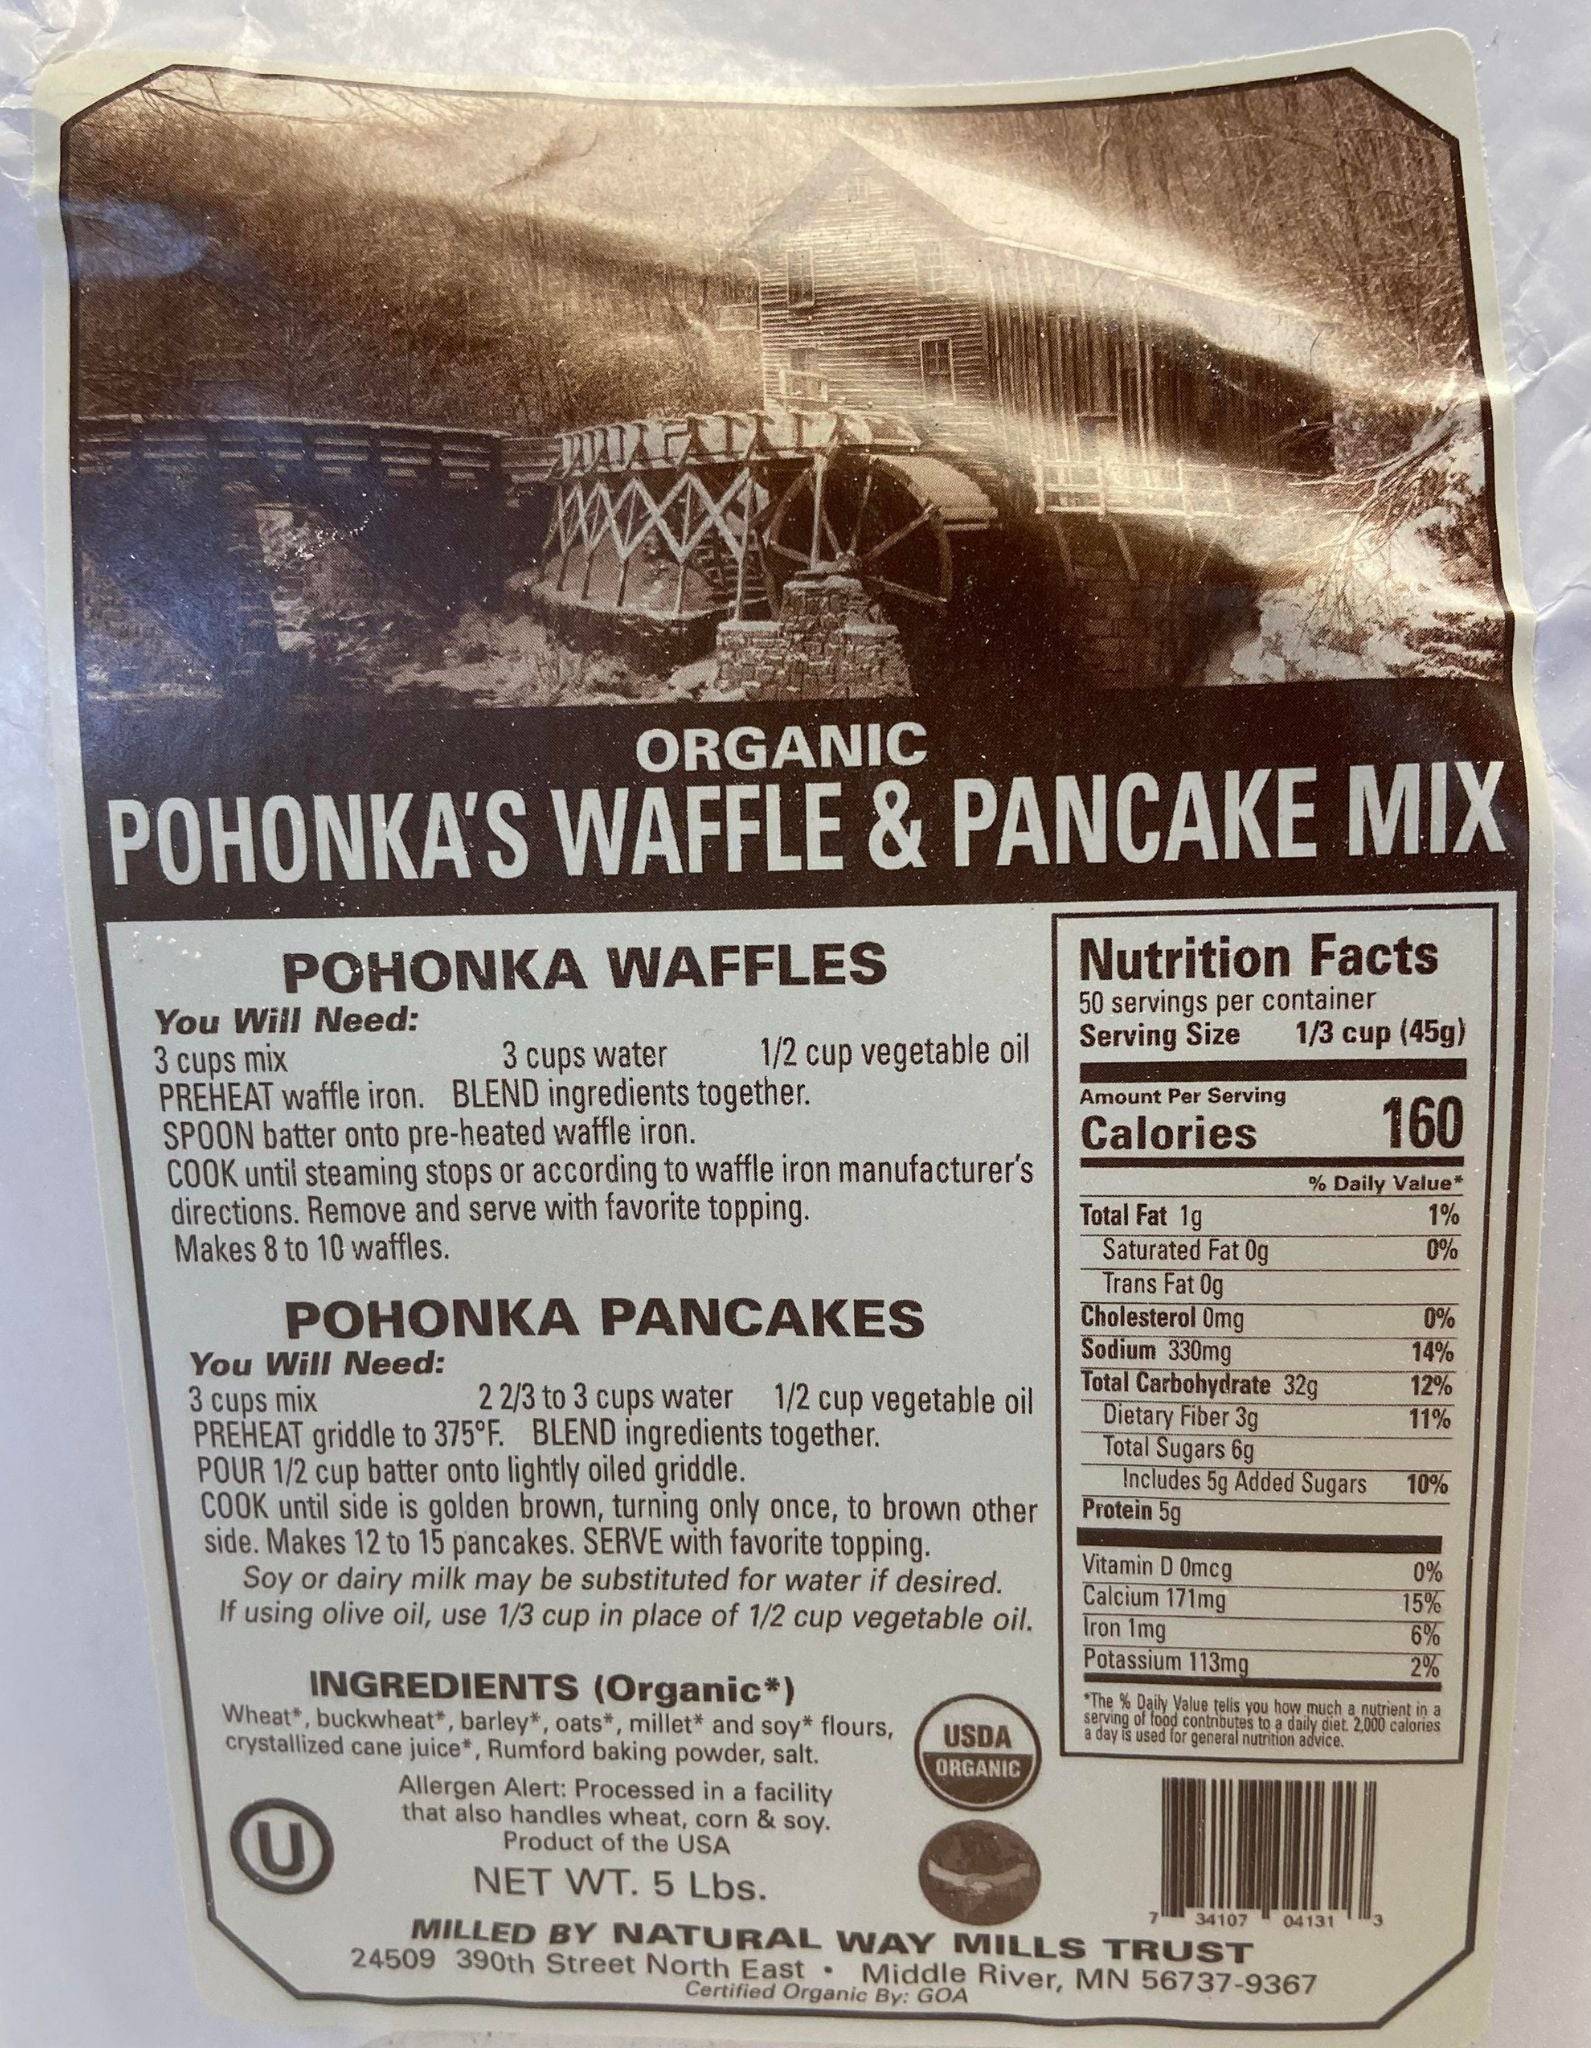 ORGANIC
POHONKA'S WAFFLE & PANCAKE MIX
POHONKA WAFFLES
You Will Need:
3 cups mix 3 cups water 1/2 cup vegetable oil
PREHEAT waffle iron. BLEND ingredients together.
SPOON batter onto pre-heated waffle iron.
COOK until steaming stops or according to waffle iron manufacturer's
directions. Remove and serve with favorite topping.
Makes 8 to 10 waffles.
POHONKA PANCAKES
You Will Need:
3 cups mix 2 2/3 to 3 cups water 1/2 cup vegetable oil
PREHEAT griddle to 375°F. BLEND ingredients together.
POUR 1/2 cup batter onto lightly oiled griddle.
COOK until side is golden brown, turning only once, to brown other
side. Makes 12 to 15 pancakes. SERVE with favorite topping.
Soy or dairy milk may be substituted for water if desired.
If using olive oil, use 1/3 cup in place of 1/2 cup vegetable oil.
INGREDIENTS (Organic*)
Wheat*, buckwheat*, barley*, oats*, millet* and soy* flours,
crystallized cane juice*, Rumford baking powder, salt.
Allergen Alert: Processed in a facility
that also handles wheat, corn & soy.
Product of the USA
NET WT. 5 Lbs.
U
USDA
ORGANIC
Nutrition Facts
50 servings per container
Serving Size 1/3 cup (45g)
Amount Per Serving
Calories 160
% Daily Value*
Total Fat 1g 1%
Saturated Fat 0g 0%
Trans Fat 0g
Cholesterol 0mg 0%
Sodium 330mg 14%
Total Carbohydrate 32g 12%
Dietary Fiber 3g 11%
Total Sugars 6g
Includes 5g Added Sugars 10%
Protein 5g
Vitamin D 0mcg 0%
Calcium 171mg 15%
Iron 1mg 6%
Potassium 113mg 2%
*The % Daily Value tells you how much a nutrient in a
serving of food contributes to a daily diet. 2,000 calories
a day is used for general nutrition advice.
7 34107 04131 3
MILLED BY NATURAL WAY MILLS TRUST
24509 390th Street North East • Middle River, MN 56737-9367
Certified Organic By: GOA